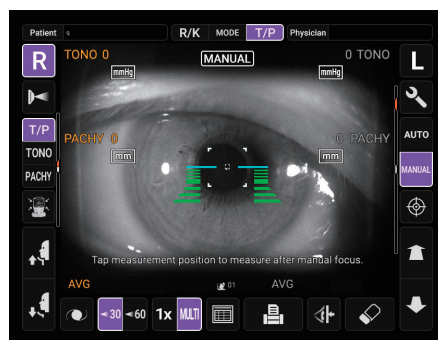 Patient R/K MODE T/P Physician
R TONO 0 MANUAL 0 TONO L
mmHg mmHg
T/P AUTO
PACHY 0 0 PACHY
TONO
mm mm
PACHY MANUAL
Tap measurement position to measure after manual focus.
AVG 01 AVG
◄30 ◄60 1x MULTI